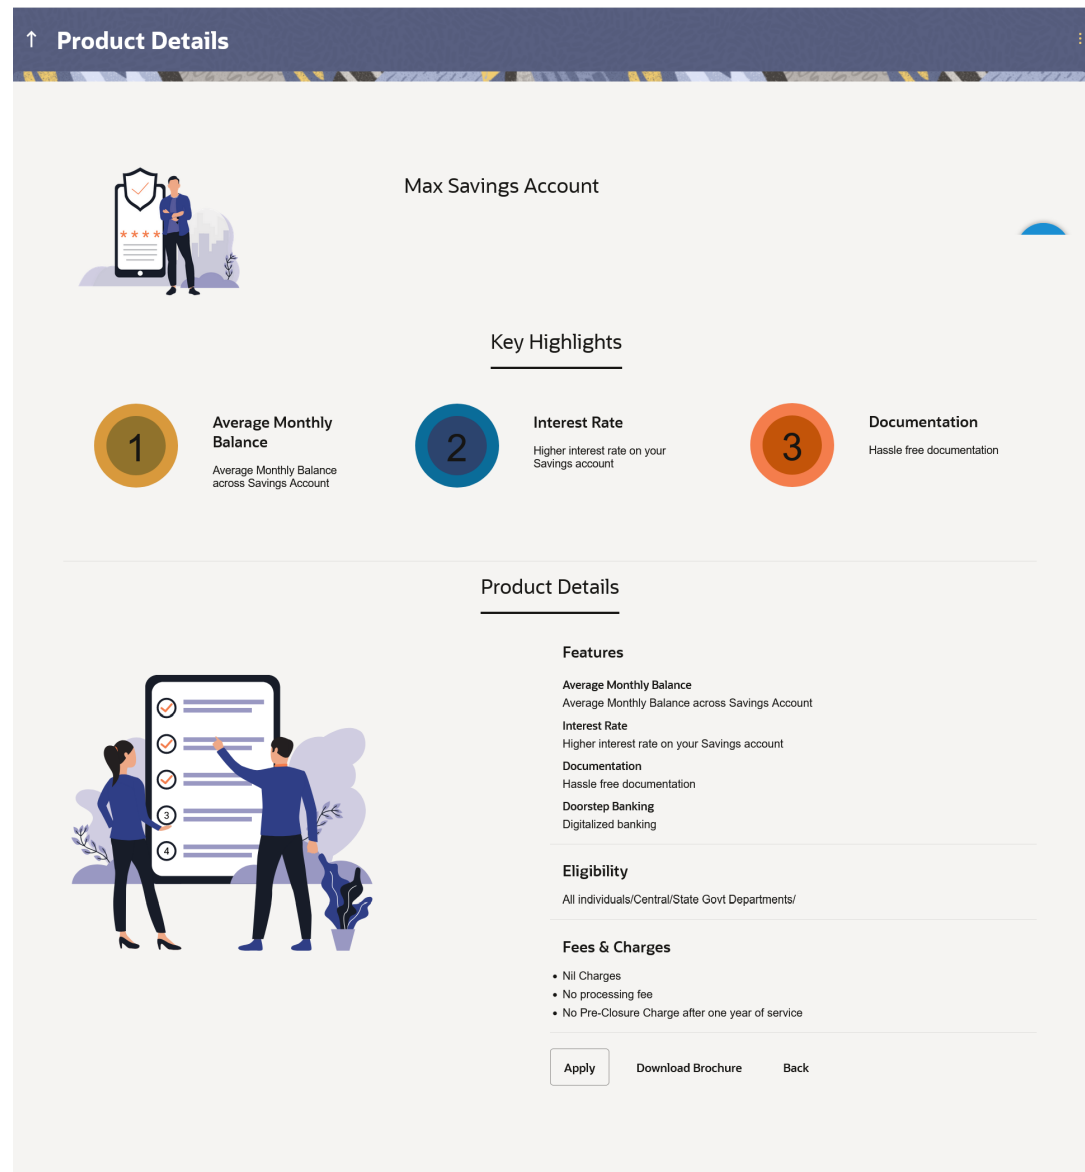 ↑ Product Details
Max Savings Account
* * * *
Key Highlights
1
Average Monthly
Balance
Average Monthly Balance
across Savings Account
2
Interest Rate
Higher interest rate on your
Savings account
3
Documentation
Hassle free documentation
Product Details
3
4
Features
Average Monthly Balance
Average Monthly Balance across Savings Account
Interest Rate
Higher interest rate on your Savings account
Documentation
Hassle free documentation
Doorstep Banking
Digitalized banking
Eligibility
All individuals/Central/State Govt Departments/
Fees & Charges
• Nil Charges
• No processing fee
• No Pre-Closure Charge after one year of service
Apply Download Brochure Back